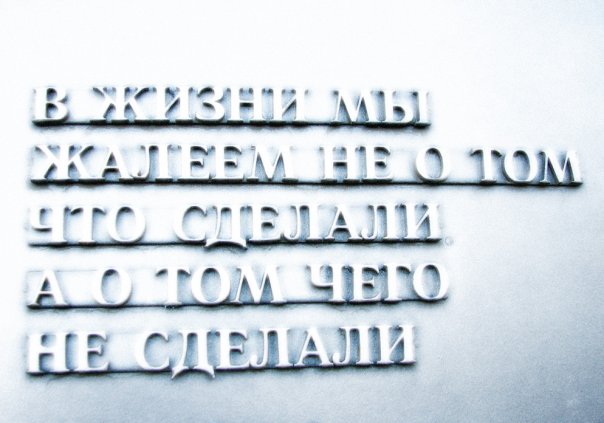 В ЖИЗНИ МЫ
ЖАЛЕЕМ НЕ О ТОМ
ЧТО СДЕЛАЛИ
А О ТОМ ЧЕГО
НЕ СДЕЛАЛИ